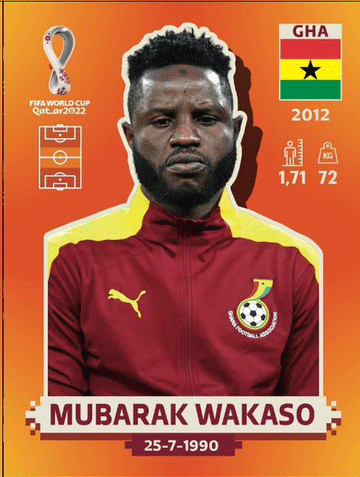 FIFA WORLD CUP
Qatar2022
GHA
2012
KG
1,71 72
GHANA FOOTBALL ASSOCIATION
MUBARAK WAKASO
25-7-1990